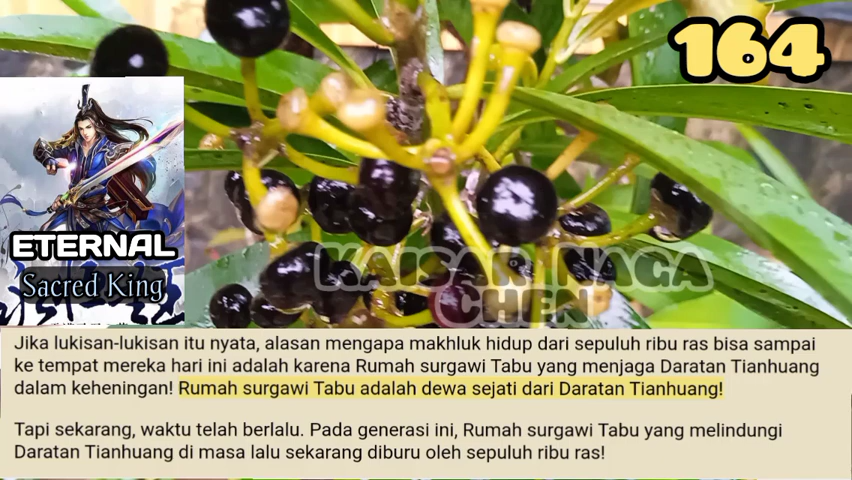 164
ETERNAL
Sacred King
KAISAR NAGA
CHEN
Jika lukisan-lukisan itu nyata, alasan mengapa makhluk hidup dari sepuluh ribu ras bisa sampai
ke tempat mereka hari ini adalah karena Rumah surgawi Tabu yang menjaga Daratan Tianhuang
dalam keheningan! Rumah surgawi Tabu adalah dewa sejati dari Daratan Tianhuang!
Tapi sekarang, waktu telah berlalu. Pada generasi ini, Rumah surgawi Tabu yang melindungi
Daratan Tianhuang di masa lalu sekarang diburu oleh sepuluh ribu ras!